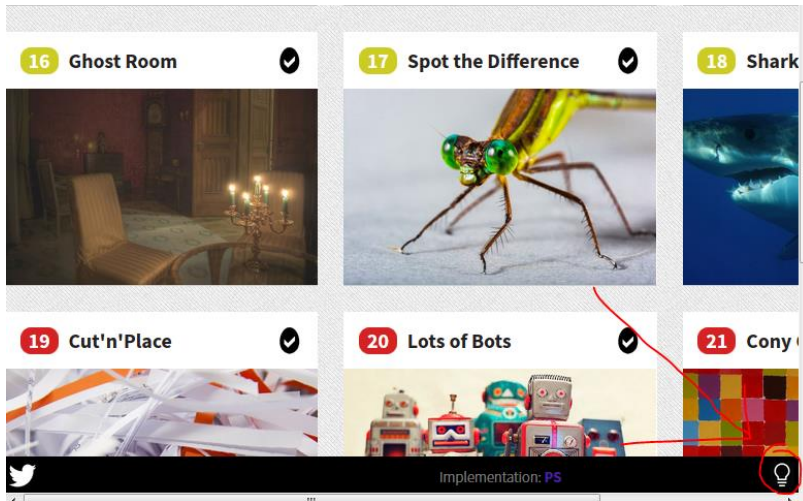 16 Ghost Room
17 Spot the Difference
18 Shark
19 Cut'n'Place
20 Lots of Bots
21 Cony
Implementation: PS